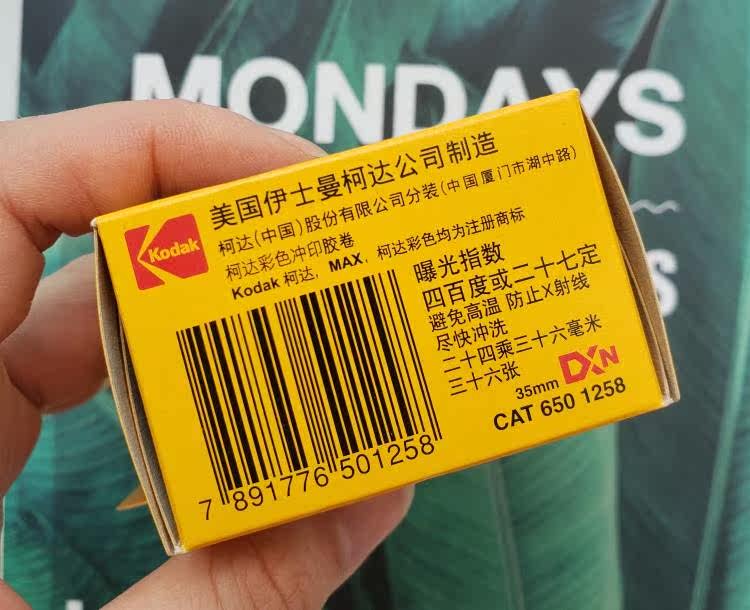 MONDAYS
S
Kodak
美国伊士曼柯达公司制造
柯达(中国)股份有限公司分装(中国厦门市湖中路)
柯达彩色冲印胶卷
Kodak 柯达, MAX, 柯达彩色均为注册商标
曝光指数
四百度或二十七定
避免高温 防止X射线
尽快冲洗
二十四乘三十六毫米
三十六张
35mm DXN
CAT 650 1258
7 891776 501258